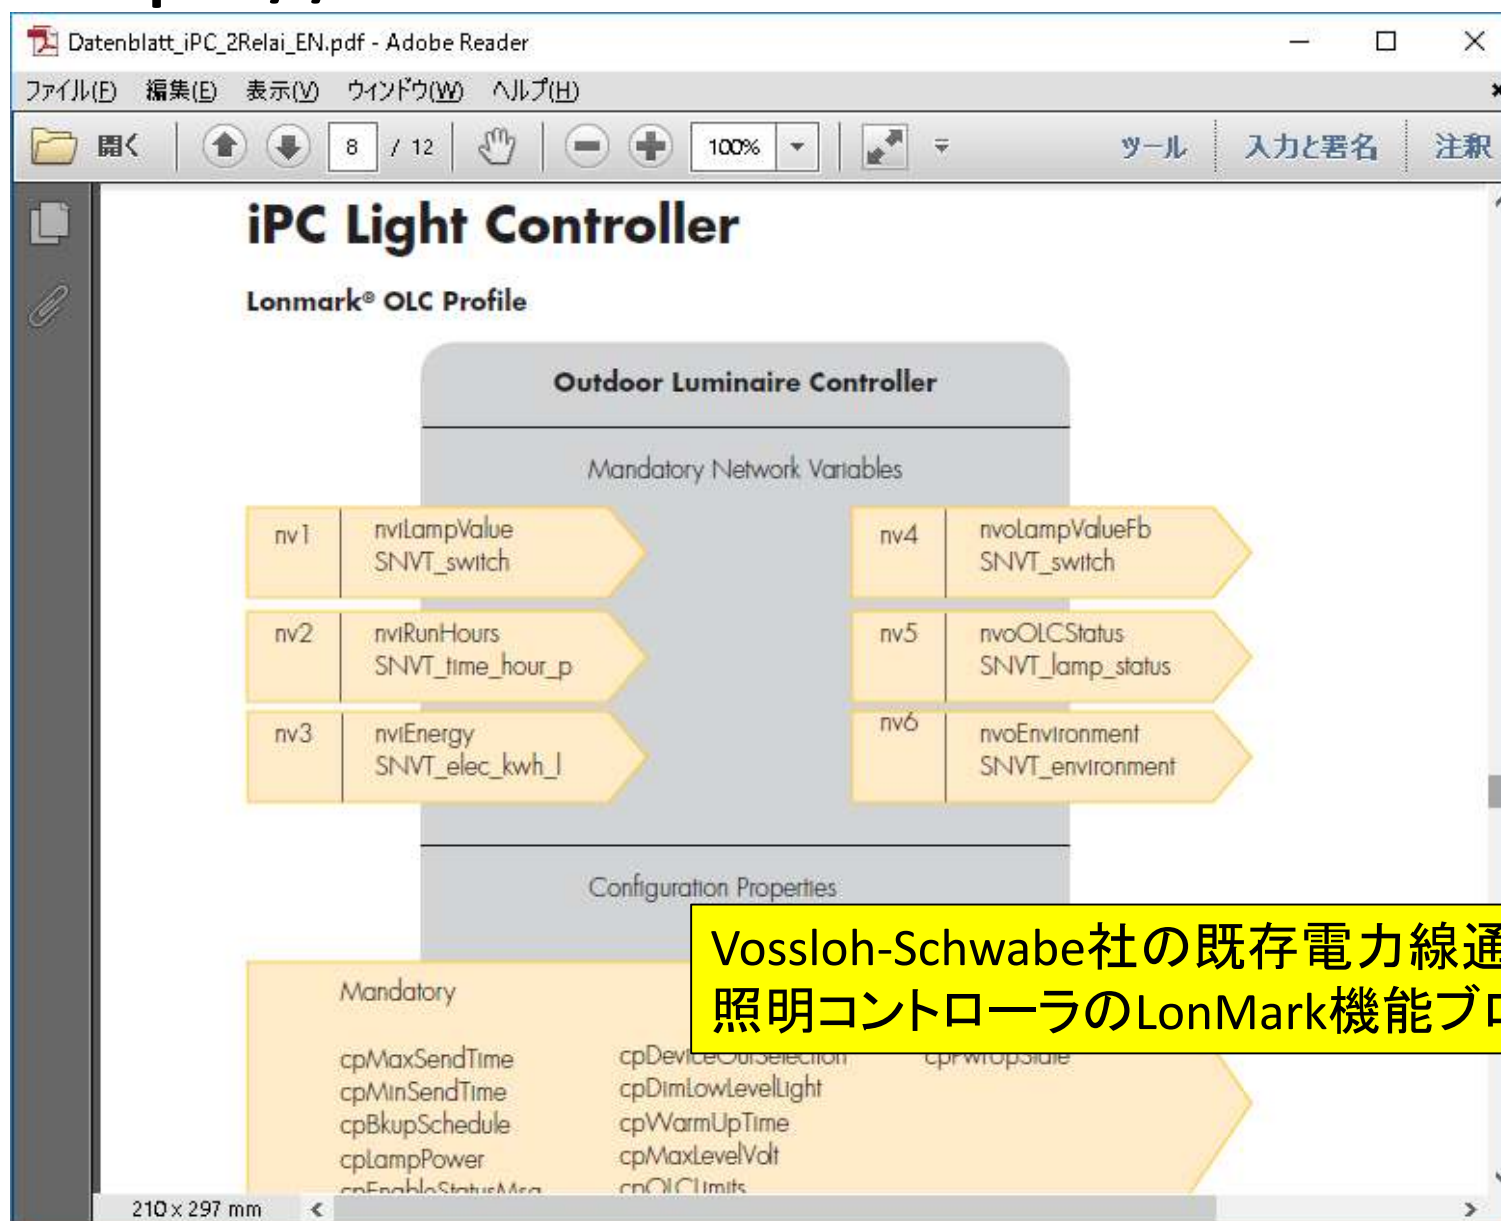 Datenblatt_iPC_2Relai_EN.pdf - Adobe Reader
ファイル(F) 編集(E) 表示(V) ウィンドウ(W) ヘルプ(H)
開く 8 / 12 100% ツール 入力と署名 注釈
iPC Light Controller
Lonmark® OLC Profile
Outdoor Luminaire Controller
Mandatory Network Variables
nv1 nviLampValue
SNVT_switch
nv4 nvoLampValueFb
SNVT_switch
nv2 nviRunHours
SNVT_time_hour_p
nv5 nvoOLCStatus
SNVT_lamp_status
nv3 nviEnergy
SNVT_elec_kwh_l
nv6 nvoEnvironment
SNVT_environment
Configuration Properties
Vossloh-Schwabe社の既存電力線通
照明コントローラのLonMark機能ブロ
Mandatory
cpMaxSendTime cpDeviceOutSelection cpPwrUpState
cpMinSendTime cpDimLowLevelLight
cpBkupSchedule cpWarmUpTime
cpLampPower cpMaxLevelVolt
cpEnableStatusMsg cpOLCLimits
210 x 297 mm